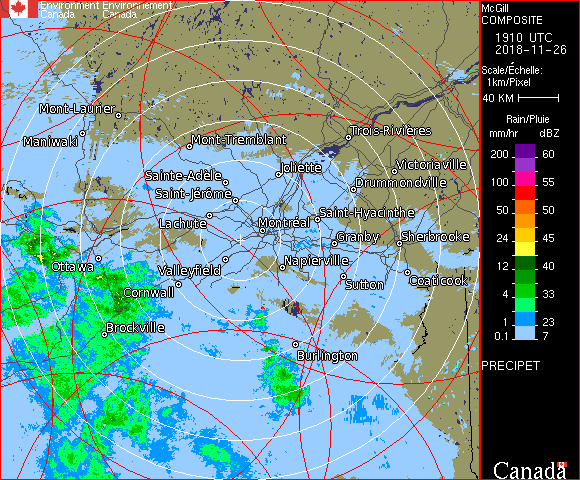 Environment Environnement
Canada Canada
McGill
COMPOSITE
1910 UTC
2018-11-26
Scale/Échelle:
1km/Pixel
40 KM
Rain/Pluie
mm/hr dBZ
200 60
100 55
50 50
24 45
12 40
4 33
1 23
0.1 7
PRECIPET
Mont-Laurier
Maniwaki
Mont-Tremblant
Trois-Rivières
Sainte-Adèle
Joliette
Victoriaville
Saint-Jérôme
Drummondville
Lachute
Montréal
Saint-Hyacinthe
Granby
Sherbrooke
Ottawa
Valleyfield
Napierville
Cornwall
Sutton
Coaticook
Brockville
Burlington
Canada